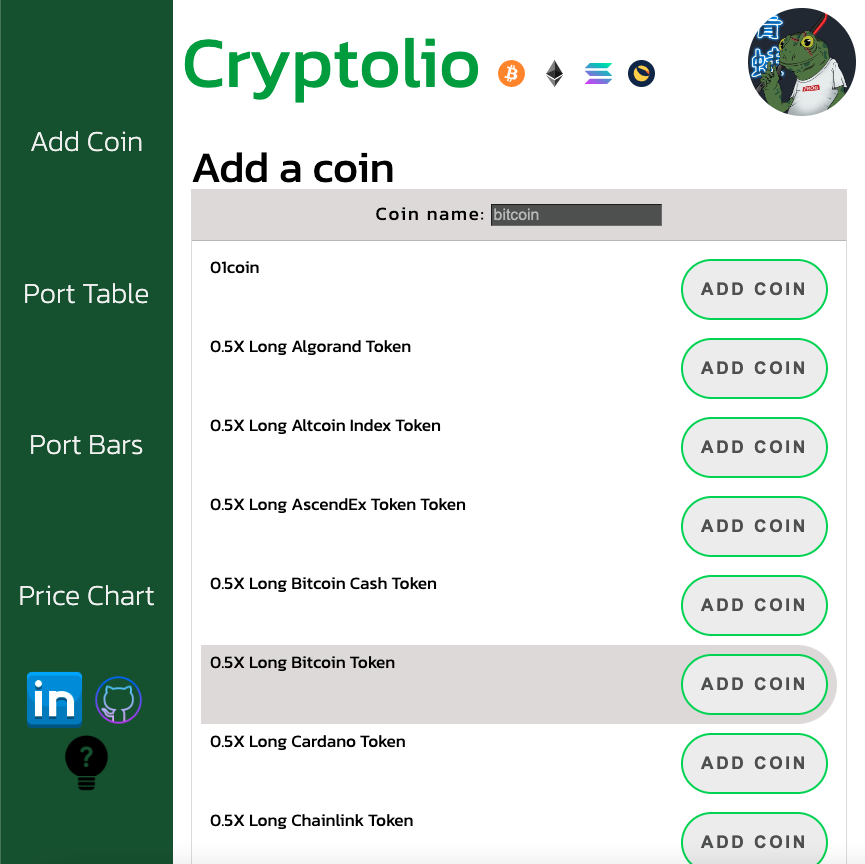 Cryptolio
青
蛙
ZHOU
Add Coin
Port Table
Port Bars
Price Chart
in
?
Add a coin
Coin name: bitcoin
01coin ADD COIN
0.5X Long Algorand Token ADD COIN
0.5X Long Altcoin Index Token ADD COIN
0.5X Long AscendEx Token Token ADD COIN
0.5X Long Bitcoin Cash Token ADD COIN
0.5X Long Bitcoin Token ADD COIN
0.5X Long Cardano Token ADD COIN
0.5X Long Chainlink Token ADD COIN